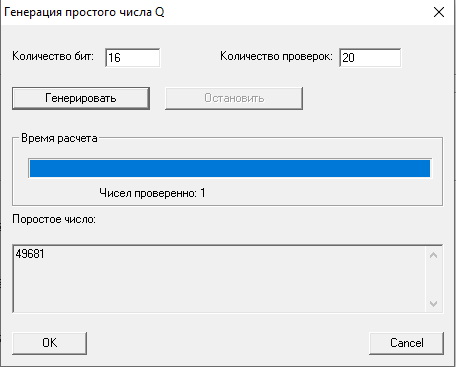 Генерация простого числа Q
Количество бит: 16 Количество проверок: 20
Генерировать Остановить
Время расчета
Чисел проверенно: 1
Поростое число:
49681
OK Cancel